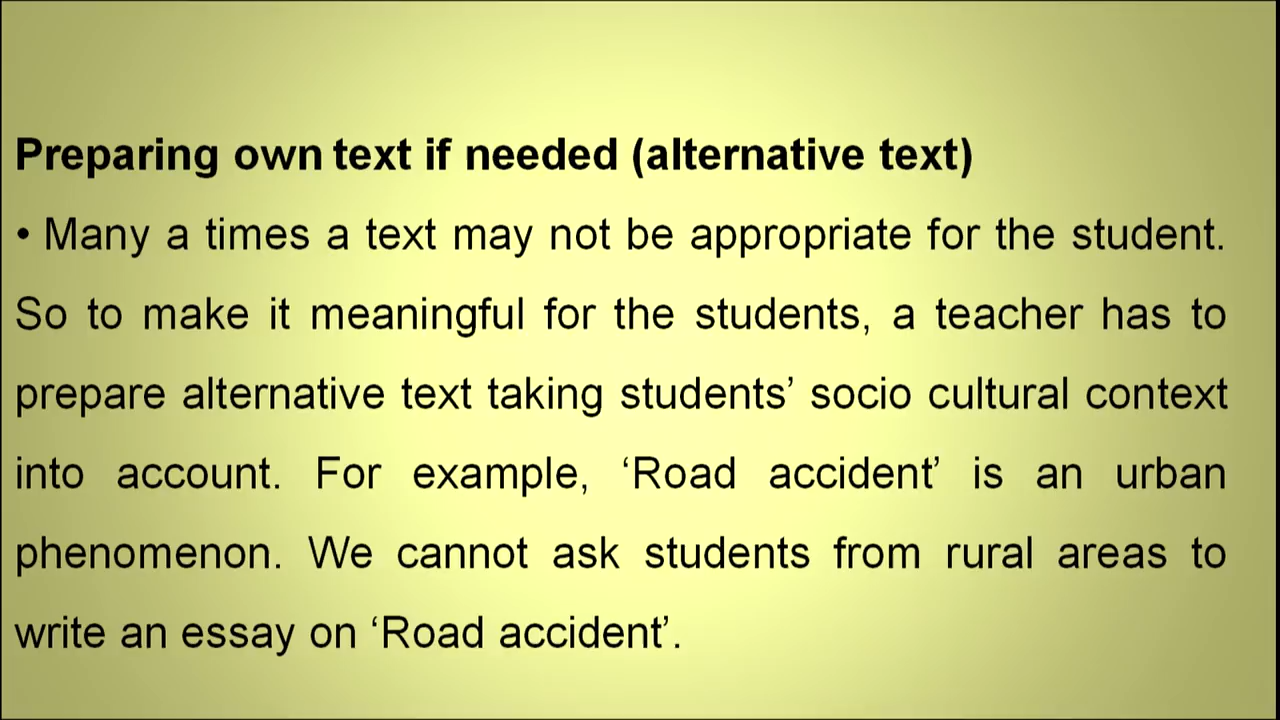 Preparing own text if needed (alternative text)
• Many a times a text may not be appropriate for the student.
So to make it meaningful for the students, a teacher has to
prepare alternative text taking students’ socio cultural context
into account. For example, ‘Road accident’ is an urban
phenomenon. We cannot ask students from rural areas to
write an essay on ‘Road accident’.